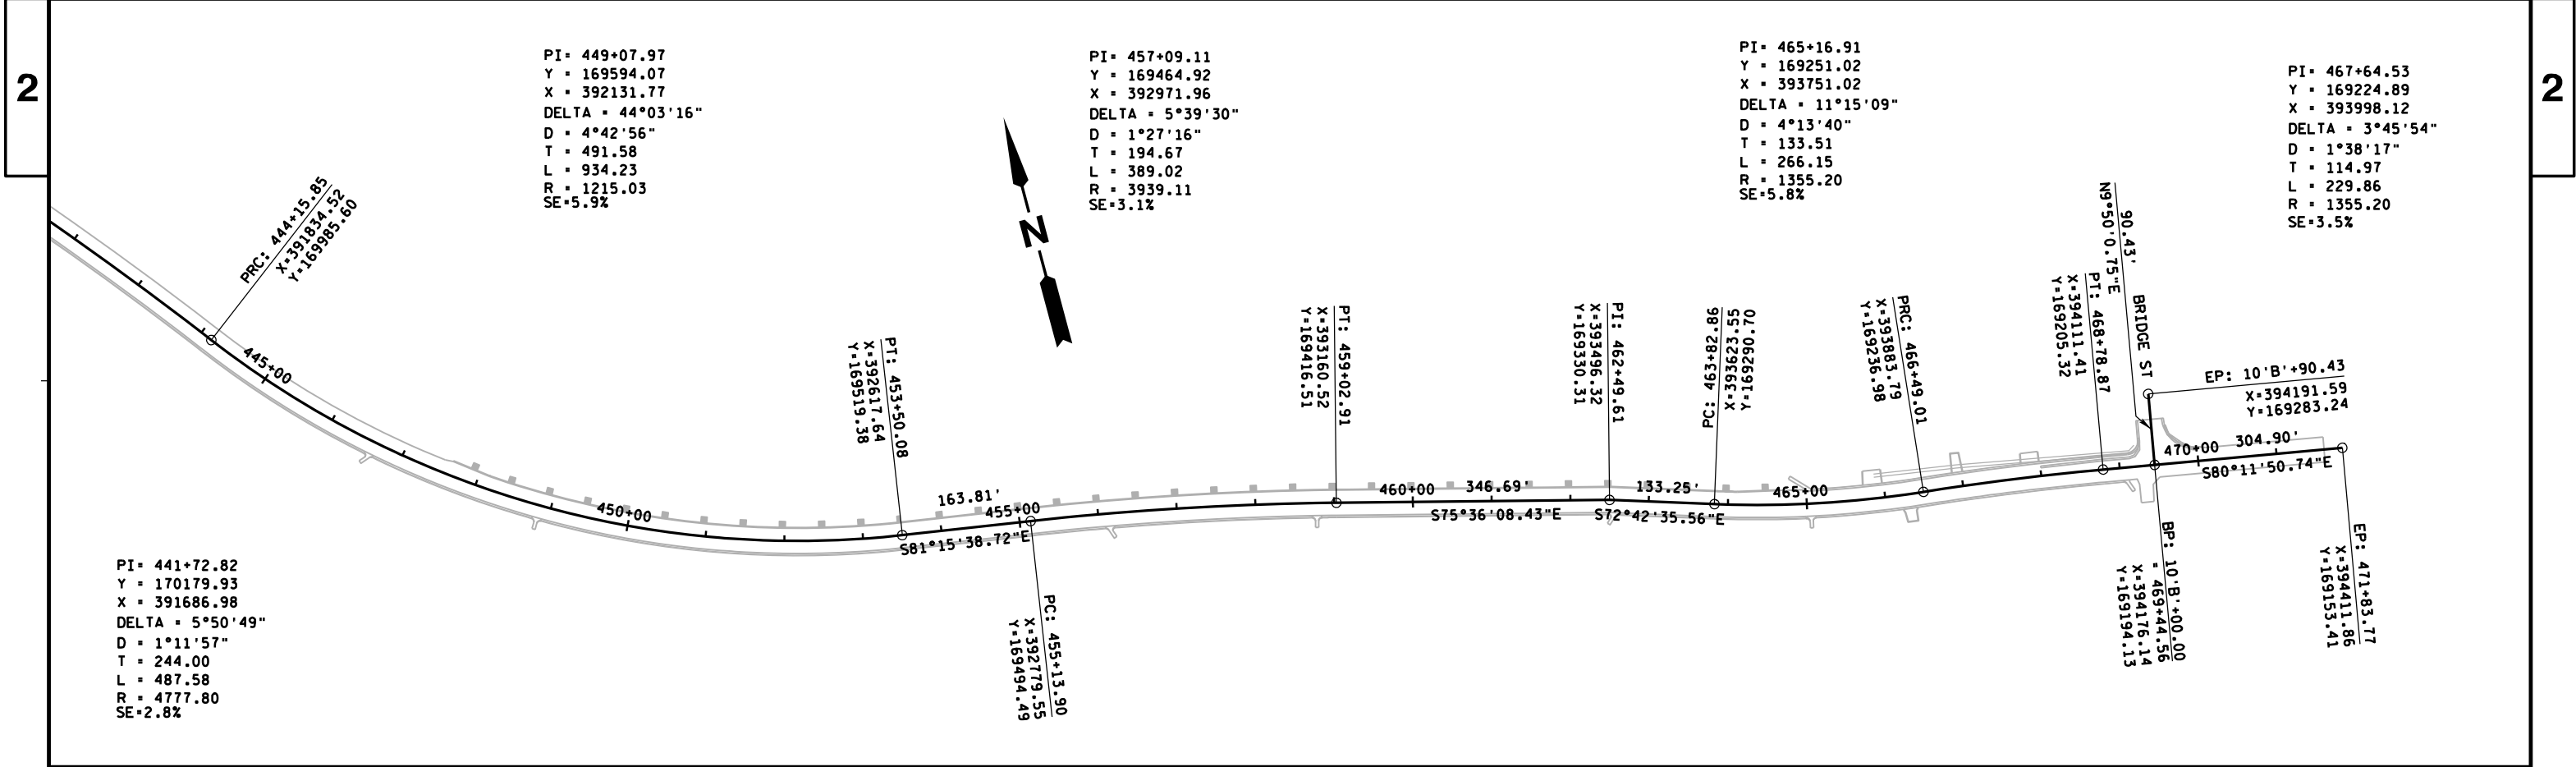 2
2
PI= 449+07.97
Y = 169594.07
X = 392131.77
DELTA = 44°03'16"
D = 4°42'56"
T = 491.58
L = 934.23
R = 1215.03
SE=5.9%
PI= 457+09.11
Y = 169464.92
X = 392971.96
DELTA = 5°39'30"
D = 1°27'16"
T = 194.67
L = 389.02
R = 3939.11
SE=3.1%
PI= 465+16.91
Y = 169251.02
X = 393751.02
DELTA = 11°15'09"
D = 4°13'40"
T = 133.51
L = 266.15
R = 1355.20
SE=5.8%
PI= 467+64.53
Y = 169224.89
X = 393998.12
DELTA = 3°45'54"
D = 1°38'17"
T = 114.97
L = 229.86
R = 1355.20
SE=3.5%
PRC: 444+15.85
X=391834.52
Y=169985.60
N
445+00
450+00
PT: 453+50.08
X=392617.64
Y=169519.38
163.81'
455+00
S81°15'38.72"E
PC: 455+13.90
X=392779.55
Y=169494.49
PT: 459+02.91
X=393160.52
Y=169416.51
460+00
346.69'
S75°36'08.43"E
PI: 462+49.61
X=393496.32
Y=169330.31
133.25'
S72°42'35.56"E
PC: 463+82.86
X=393623.55
Y=169290.70
465+00
PRC: 466+49.01
X=393883.79
Y=169236.98
PT: 468+78.87
X=394111.41
Y=169205.32
90.43'
N9°50'0.75"E
BRIDGE ST
EP: 10'B'+90.43
X=394191.59
Y=169283.24
470+00
304.90'
S80°11'50.74"E
BP: 10'B'+00.00
= 469+44.56
X=394176.14
Y=169194.13
EP: 471+83.77
X=394411.86
Y=169153.41
PI= 441+72.82
Y = 170179.93
X = 391686.98
DELTA = 5°50'49"
D = 1°11'57"
T = 244.00
L = 487.58
R = 4777.80
SE=2.8%